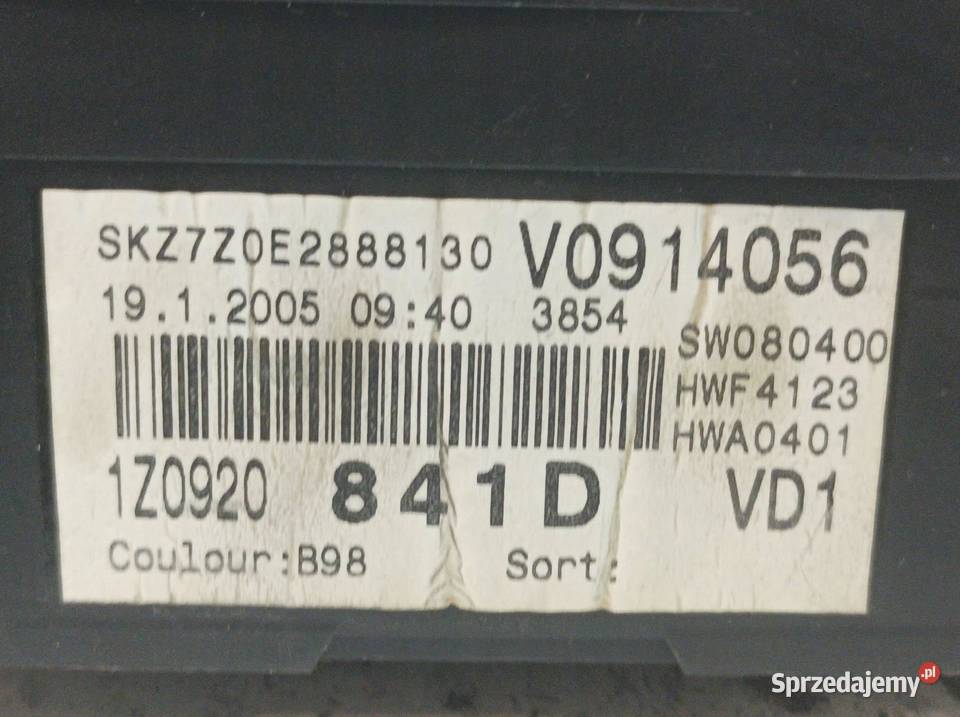 SKZ7Z0E2888130 V0914056
19.1.2005 09:40 3854
SW080400
HWF4123
HWA0401
1Z0920 841D VD1
Coulour:B98 Sort:
Sprzedajemy.pl